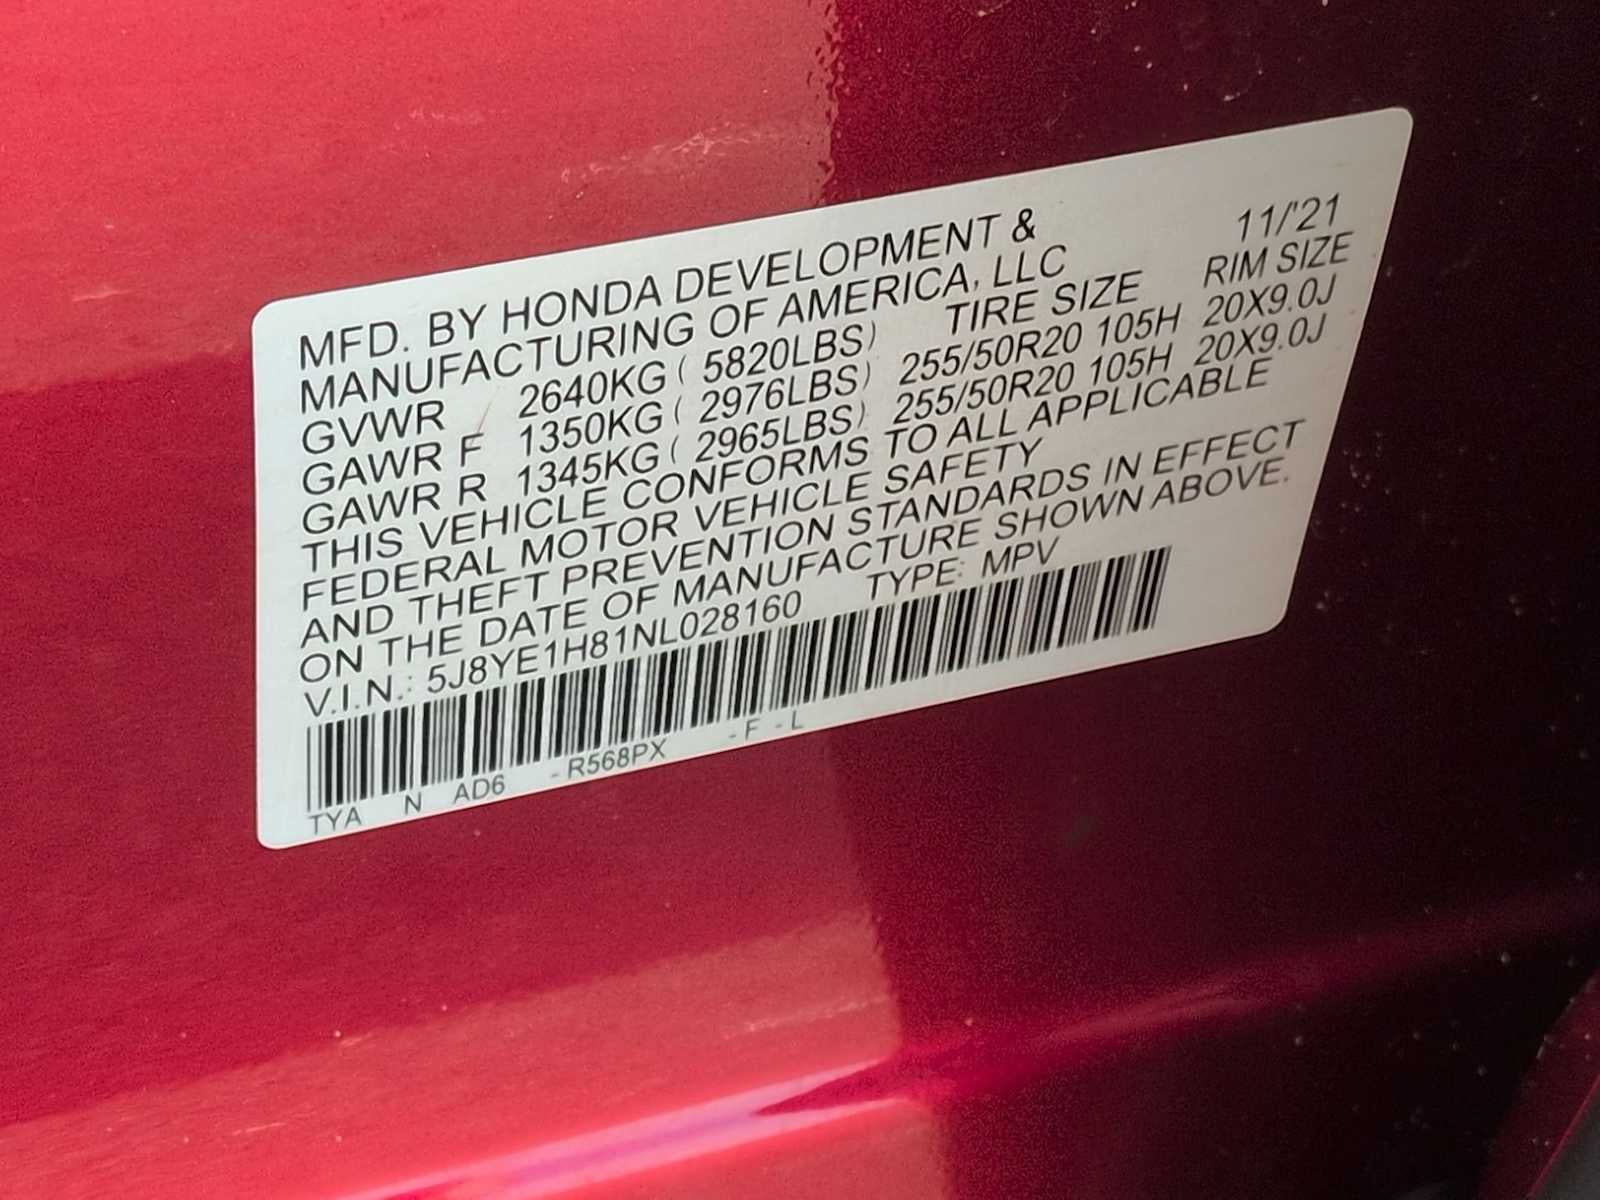 MFD. BY HONDA DEVELOPMENT & 11/'21
MANUFACTURING OF AMERICA, LLC
TIRE SIZE RIM SIZE
GVWR 2640KG ( 5820LBS)
GAWR F 1350KG ( 2976LBS) 255/50R20 105H 20X9.0J
GAWR R 1345KG ( 2965LBS) 255/50R20 105H 20X9.0J
THIS VEHICLE CONFORMS TO ALL APPLICABLE
FEDERAL MOTOR VEHICLE SAFETY
AND THEFT PREVENTION STANDARDS IN EFFECT
ON THE DATE OF MANUFACTURE SHOWN ABOVE.
V.I.N.: 5J8YE1H81NL028160 TYPE: MPV
TYA N AD6 -R568PX -F -L